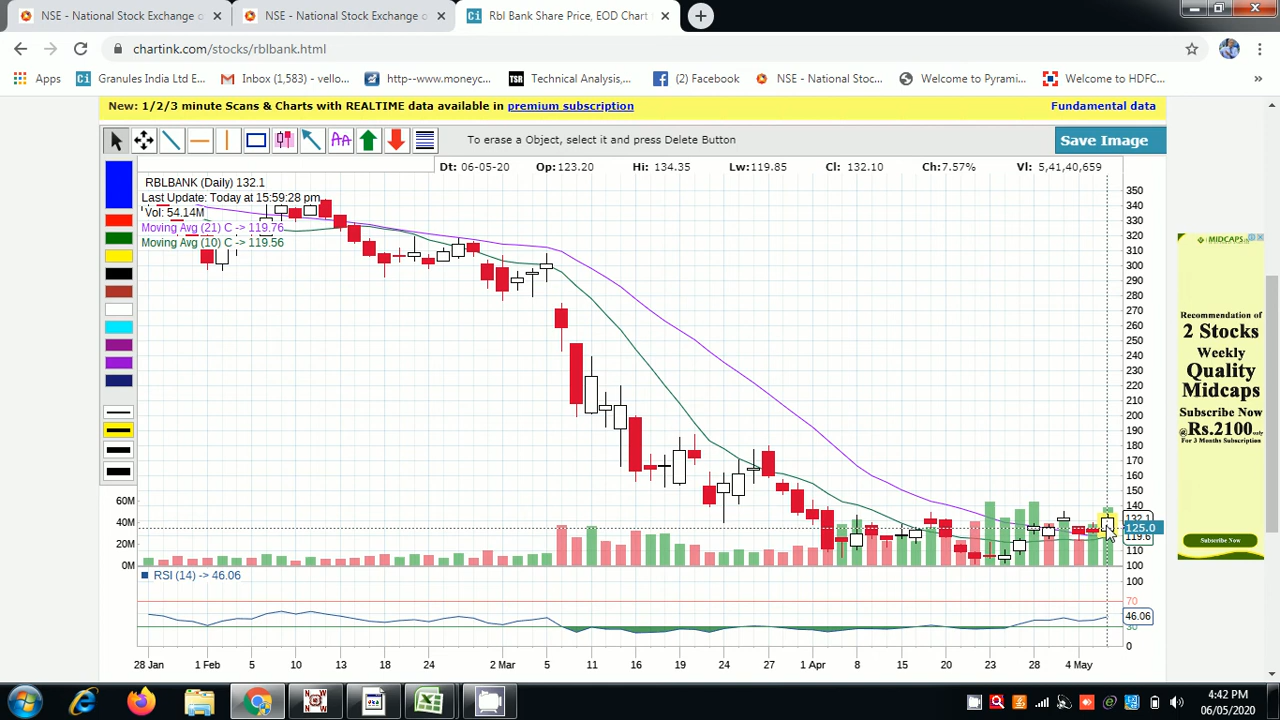 NSE - National Stock Exchange o
NSE - National Stock Exchange o
Rbl Bank Share Price, EOD Chart
chartink.com/stocks/rblbank.html
Apps
Granules India Ltd E...
Inbox (1,583) - vello...
http--www.moneyc...
Technical Analysis,...
(2) Facebook
NSE - National Stoc...
Welcome to Pyrami...
Welcome to HDFC...
New: 1/2/3 minute Scans & Charts with REALTIME data available in premium subscription
Fundamental data
To erase a Object, select it and press Delete Button
Save Image
Dt: 06-05-20 Op:123.20 Hi: 134.35 Lw:119.85 Cl: 132.10 Ch:7.57% Vl: 5,41,40,659
RBLBANK (Daily) 132.1
Last Update: Today at 15:59:28 pm
Vol: 54.14M
Moving Avg (21) C -> 119.76
Moving Avg (10) C -> 119.56
350
340
330
320
310
300
290
280
270
260
250
240
230
220
210
200
190
180
170
160
150
140
132.1
125.0
119.6
110
100
60M
40M
20M
0M
RSI (14) -> 46.06
100
70
46.06
30
0
28 Jan 1 Feb 5 10 13 18 24 2 Mar 5 11 16 19 24 27 1 Apr 8 15 20 23 28 4 May
MIDCAPS
Recommendation of
2 Stocks
Weekly
Quality
Midcaps
Subscribe Now
@Rs.2100 only
For 3 Months Subscription
Subscribe Now
4:42 PM
06/05/2020